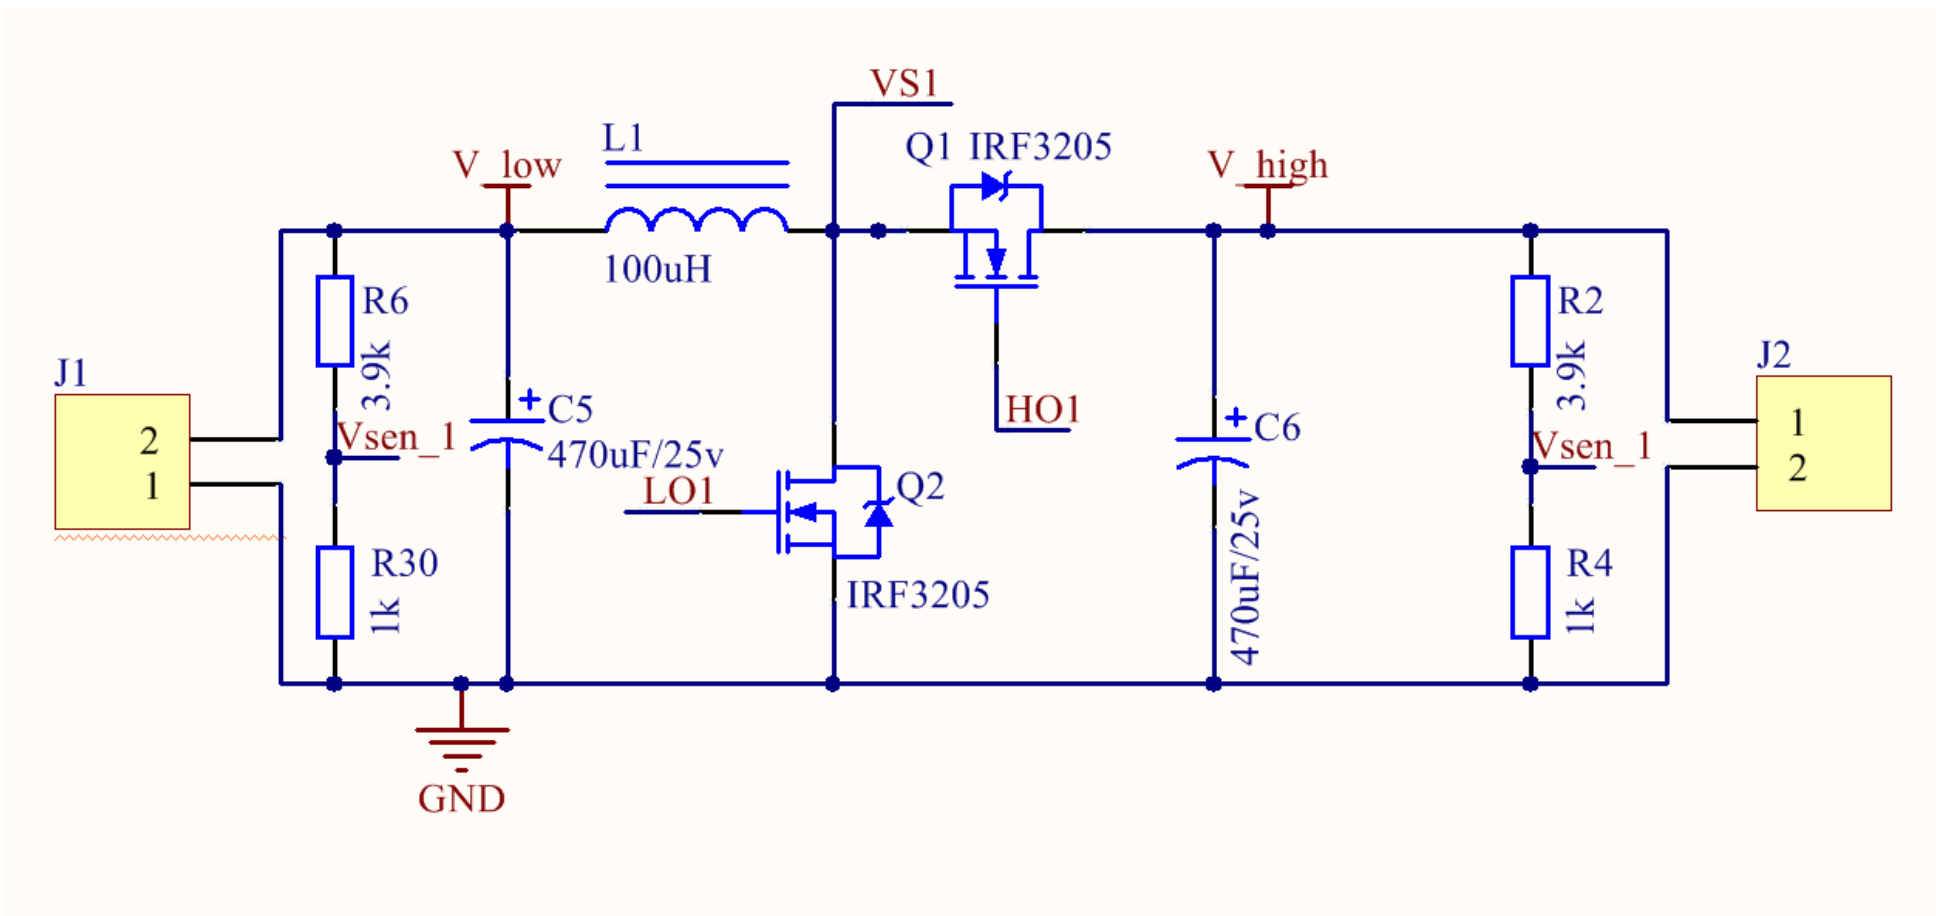 VS1
L1
Q1 IRF3205
V_low
V_high
100uH
R6
3.9k
R2
3.9k
J1
J2
2
1
Vsen_1
+
C5
470uF/25v
HO1
+
C6
470uF/25v
1
2
Vsen_1
LO1
Q2
IRF3205
R30
1k
R4
1k
GND